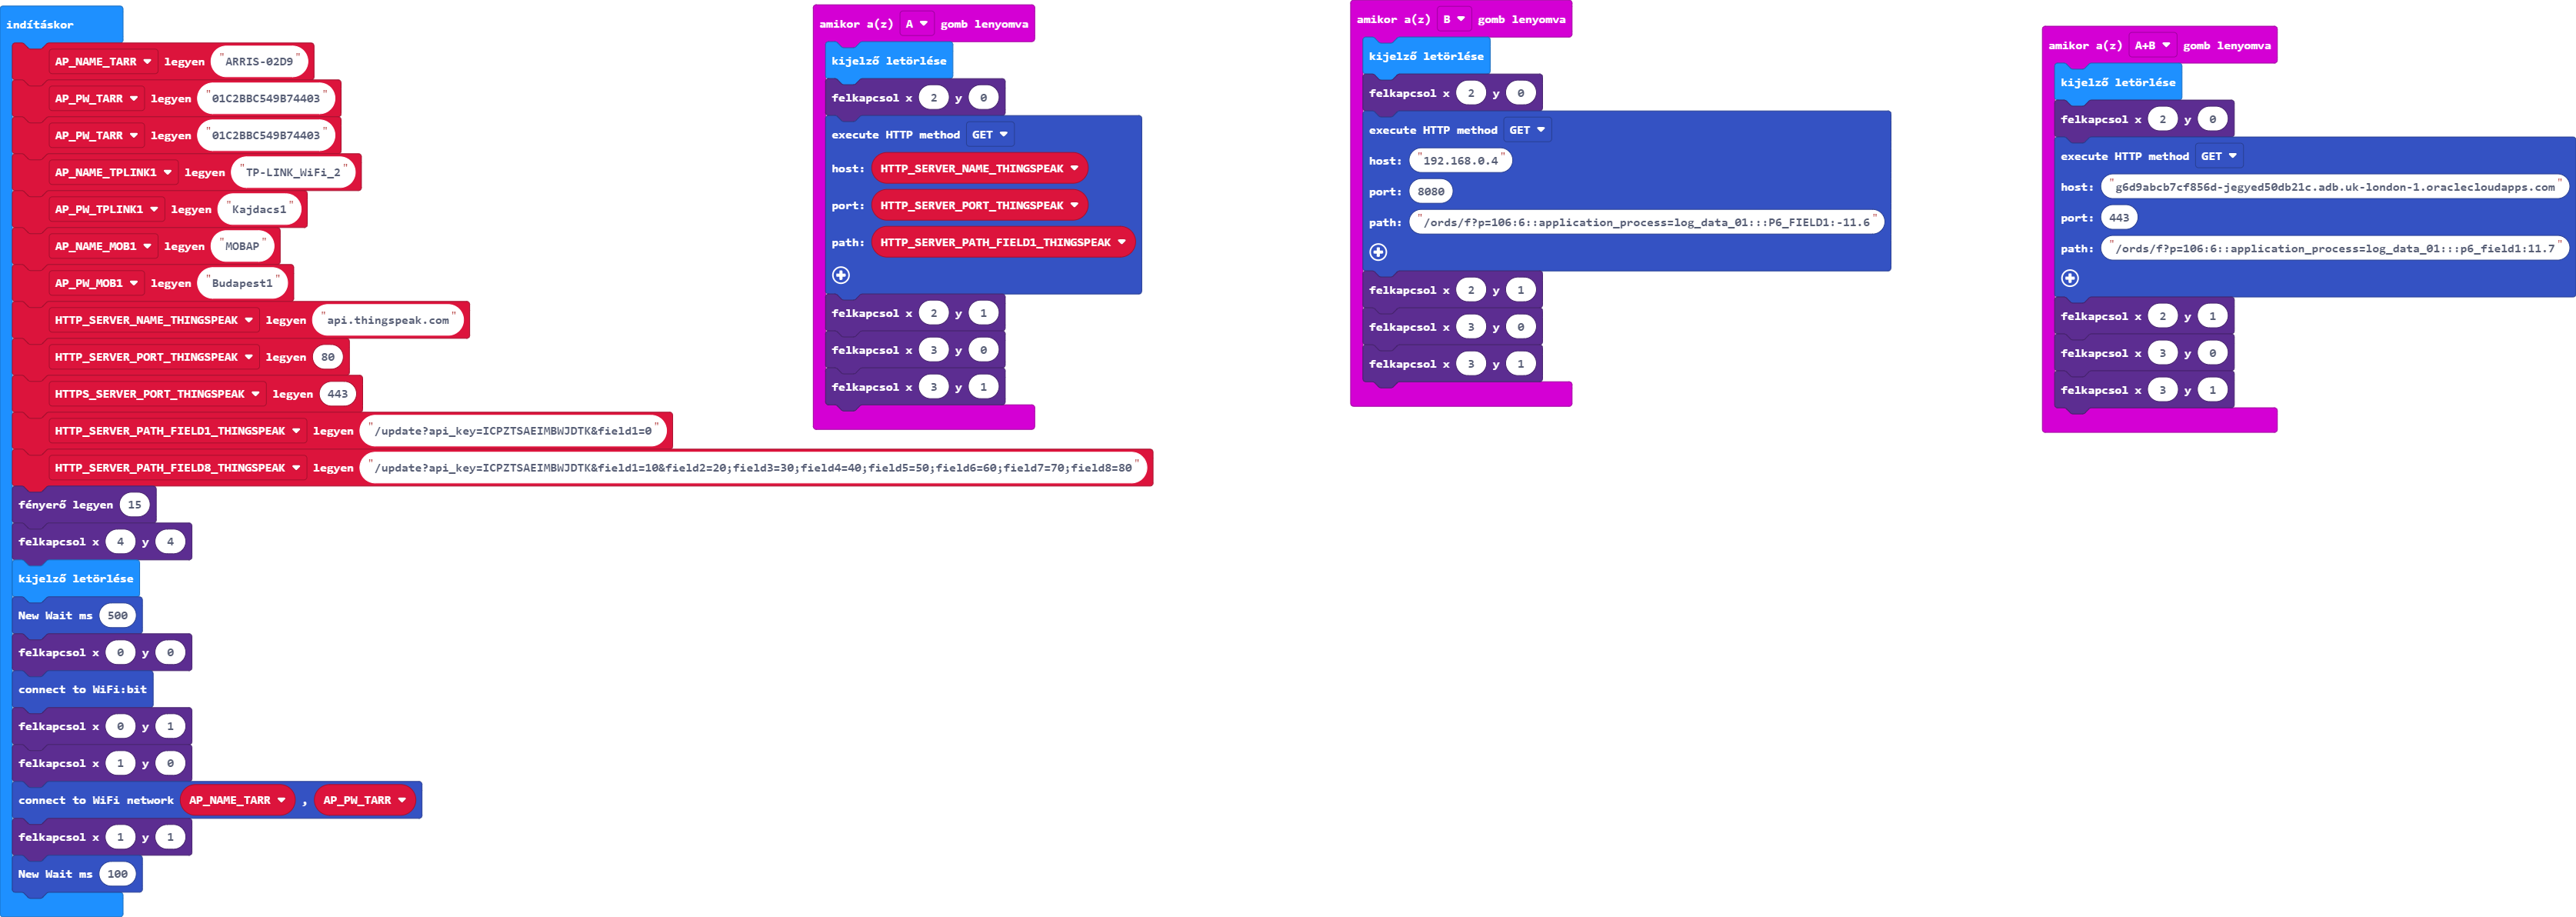 indításkor
AP_NAME_TARR legyen "ARRIS-02D9"
AP_PW_TARR legyen "01C2BBC549B74403"
AP_PW_TARR legyen "01C2BBC549B74403"
AP_NAME_TPLINK1 legyen "TP-LINK_WiFi_2"
AP_PW_TPLINK1 legyen "Kajdacs1"
AP_NAME_MOB1 legyen "MOBAP"
AP_PW_MOB1 legyen "Budapest1"
HTTP_SERVER_NAME_THINGSPEAK legyen "api.thingspeak.com"
HTTP_SERVER_PORT_THINGSPEAK legyen 80
HTTPS_SERVER_PORT_THINGSPEAK legyen 443
HTTP_SERVER_PATH_FIELD1_THINGSPEAK legyen "/update?api_key=ICPZTSAEIMBWJDTK&field1=0"
HTTP_SERVER_PATH_FIELD8_THINGSPEAK legyen "/update?api_key=ICPZTSAEIMBWJDTK&field1=10&field2=20;field3=30;field4=40;field5=50;field6=60;field7=70;field8=80"
fényerő legyen 15
felkapcsol x 4 y 4
kijelző letörlése
New Wait ms 500
felkapcsol x 0 y 0
connect to WiFi:bit
felkapcsol x 0 y 1
felkapcsol x 1 y 0
connect to WiFi network AP_NAME_TARR , AP_PW_TARR
felkapcsol x 1 y 1
New Wait ms 100
amikor a(z) A gomb lenyomva
kijelző letörlése
felkapcsol x 2 y 0
execute HTTP method GET
host: HTTP_SERVER_NAME_THINGSPEAK
port: HTTP_SERVER_PORT_THINGSPEAK
path: HTTP_SERVER_PATH_FIELD1_THINGSPEAK
felkapcsol x 2 y 1
felkapcsol x 3 y 0
felkapcsol x 3 y 1
amikor a(z) B gomb lenyomva
kijelző letörlése
felkapcsol x 2 y 0
execute HTTP method GET
host: "192.168.0.4"
port: 8080
path: "/ords/f?p=106:6::application_process=log_data_01:::P6_FIELD1:-11.6"
felkapcsol x 2 y 1
felkapcsol x 3 y 0
felkapcsol x 3 y 1
amikor a(z) A+B gomb lenyomva
kijelző letörlése
felkapcsol x 2 y 0
execute HTTP method GET
host: "g6d9abcb7cf856d-jegyed50db21c.adb.uk-london-1.oraclecloudapps.com"
port: 443
path: "/ords/f?p=106:6::application_process=log_data_01:::p6_field1:11.7"
felkapcsol x 2 y 1
felkapcsol x 3 y 0
felkapcsol x 3 y 1